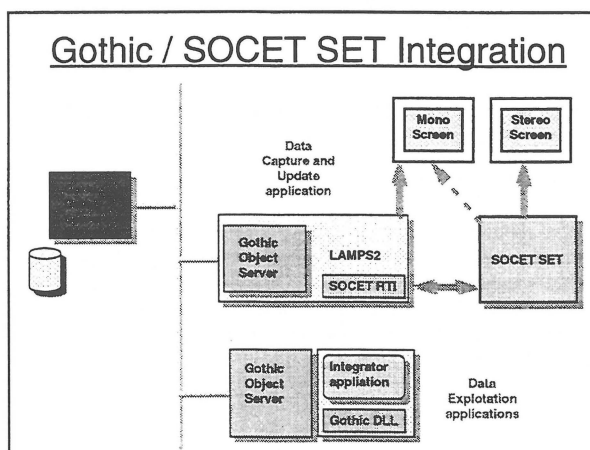 Gothic / SOCET SET Integration
Mono
Screen
Stereo
Screen
Data
Capture and
Update
application
Gothic
Object
Server
LAMPS2
SOCET RTI
SOCET SET
Gothic
Object
Server
Integrator
appliation
Gothic DLL
Data
Explotation
applications